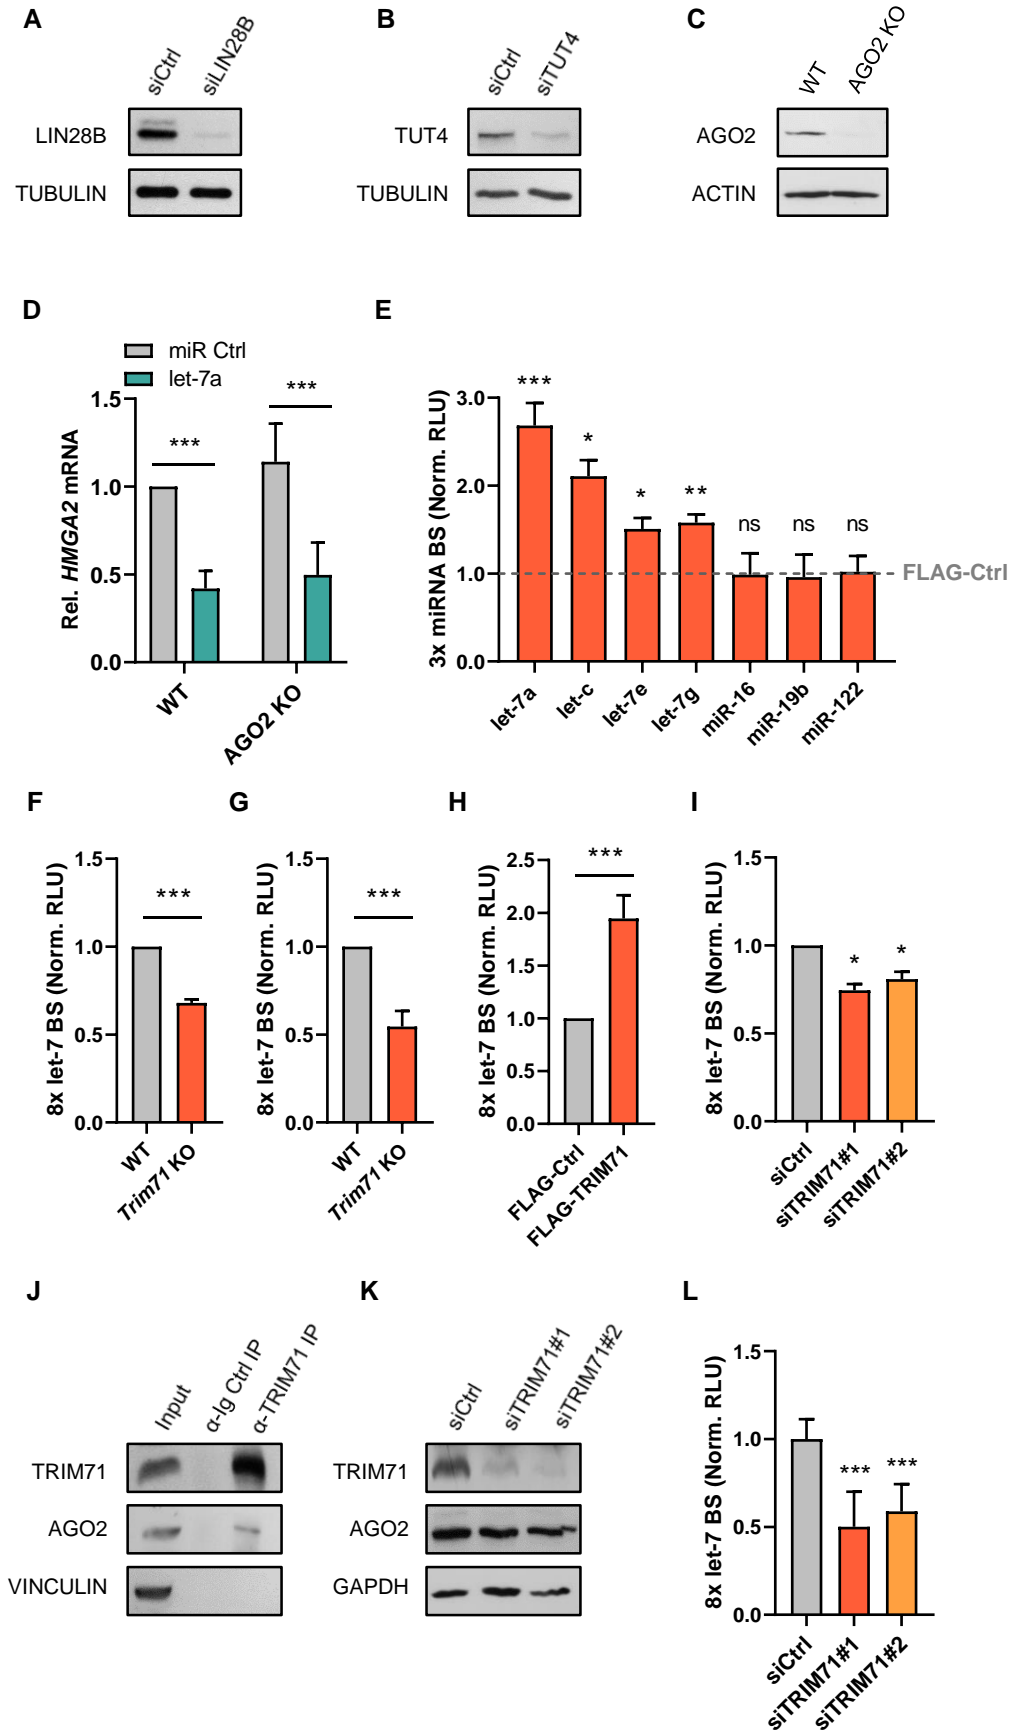 A
siCtrl
siLIN28B
LIN28B
TUBULIN
B
siCtrl
siTUT4
TUT4
TUBULIN
C
WT
AGO2 KO
AGO2
ACTIN
D
miR Ctrl
let-7a
Rel. HMGA2 mRNA
1.5
1.0
0.5
0.0
***
***
WT
AGO2 KO
E
3x miRNA BS (Norm. RLU)
3.0
2.0
1.0
0.0
***
*
*
**
ns
ns
ns
FLAG-Ctrl
let-7a
let-c
let-7e
let-7g
miR-16
miR-19b
miR-122
F
8x let-7 BS (Norm. RLU)
1.5
1.0
0.5
0.0
***
WT
Trim71 KO
G
8x let-7 BS (Norm. RLU)
1.5
1.0
0.5
0.0
***
WT
Trim71 KO
H
8x let-7 BS (Norm. RLU)
2.5
2.0
1.5
1.0
0.5
0.0
***
FLAG-Ctrl
FLAG-TRIM71
I
8x let-7 BS (Norm. RLU)
1.5
1.0
0.5
0.0
*
*
siCtrl
siTRIM71#1
siTRIM71#2
J
Input
α-Ig Ctrl IP
α-TRIM71 IP
TRIM71
AGO2
VINCULIN
K
siCtrl
siTRIM71#1
siTRIM71#2
TRIM71
AGO2
GAPDH
L
8x let-7 BS (Norm. RLU)
1.5
1.0
0.5
0.0
***
***
siCtrl
siTRIM71#1
siTRIM71#2